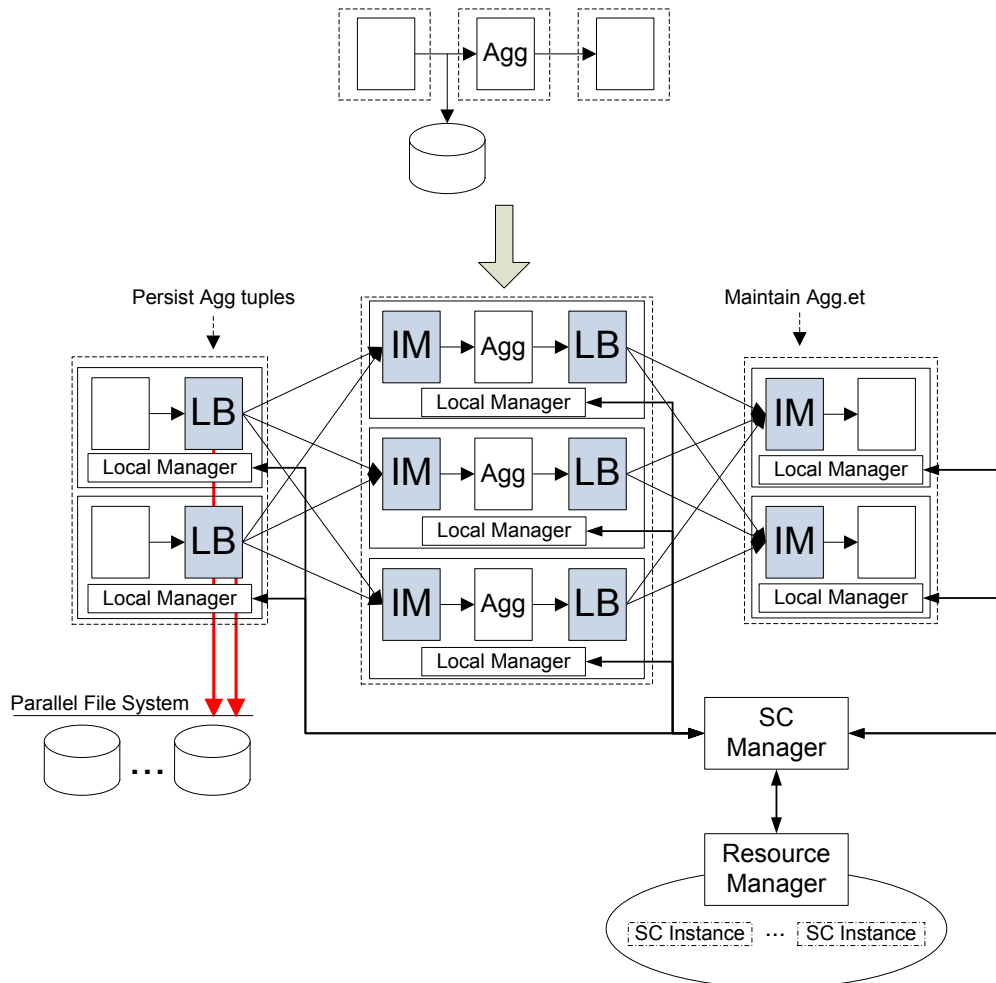 Agg
Persist Agg tuples
Maintain Agg.et
IM Agg LB
Local Manager
LB
Local Manager
IM
Local Manager
IM Agg LB
Local Manager
LB
Local Manager
IM
Local Manager
IM Agg LB
Local Manager
Parallel File System
...
SC
Manager
Resource
Manager
SC Instance ... SC Instance